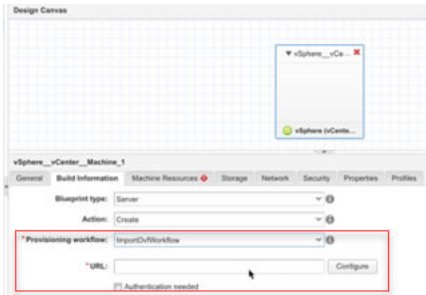 Design Canvas
vSphere__vCe...
vSphere (vCente...
vSphere__vCenter__Machine_1
General Build Information Machine Resources Storage Network Security Properties Profiles
Blueprint type: Server
Action: Create
*Provisioning workflow: ImportOvfWorkflow
*URL: Configure
Authentication needed